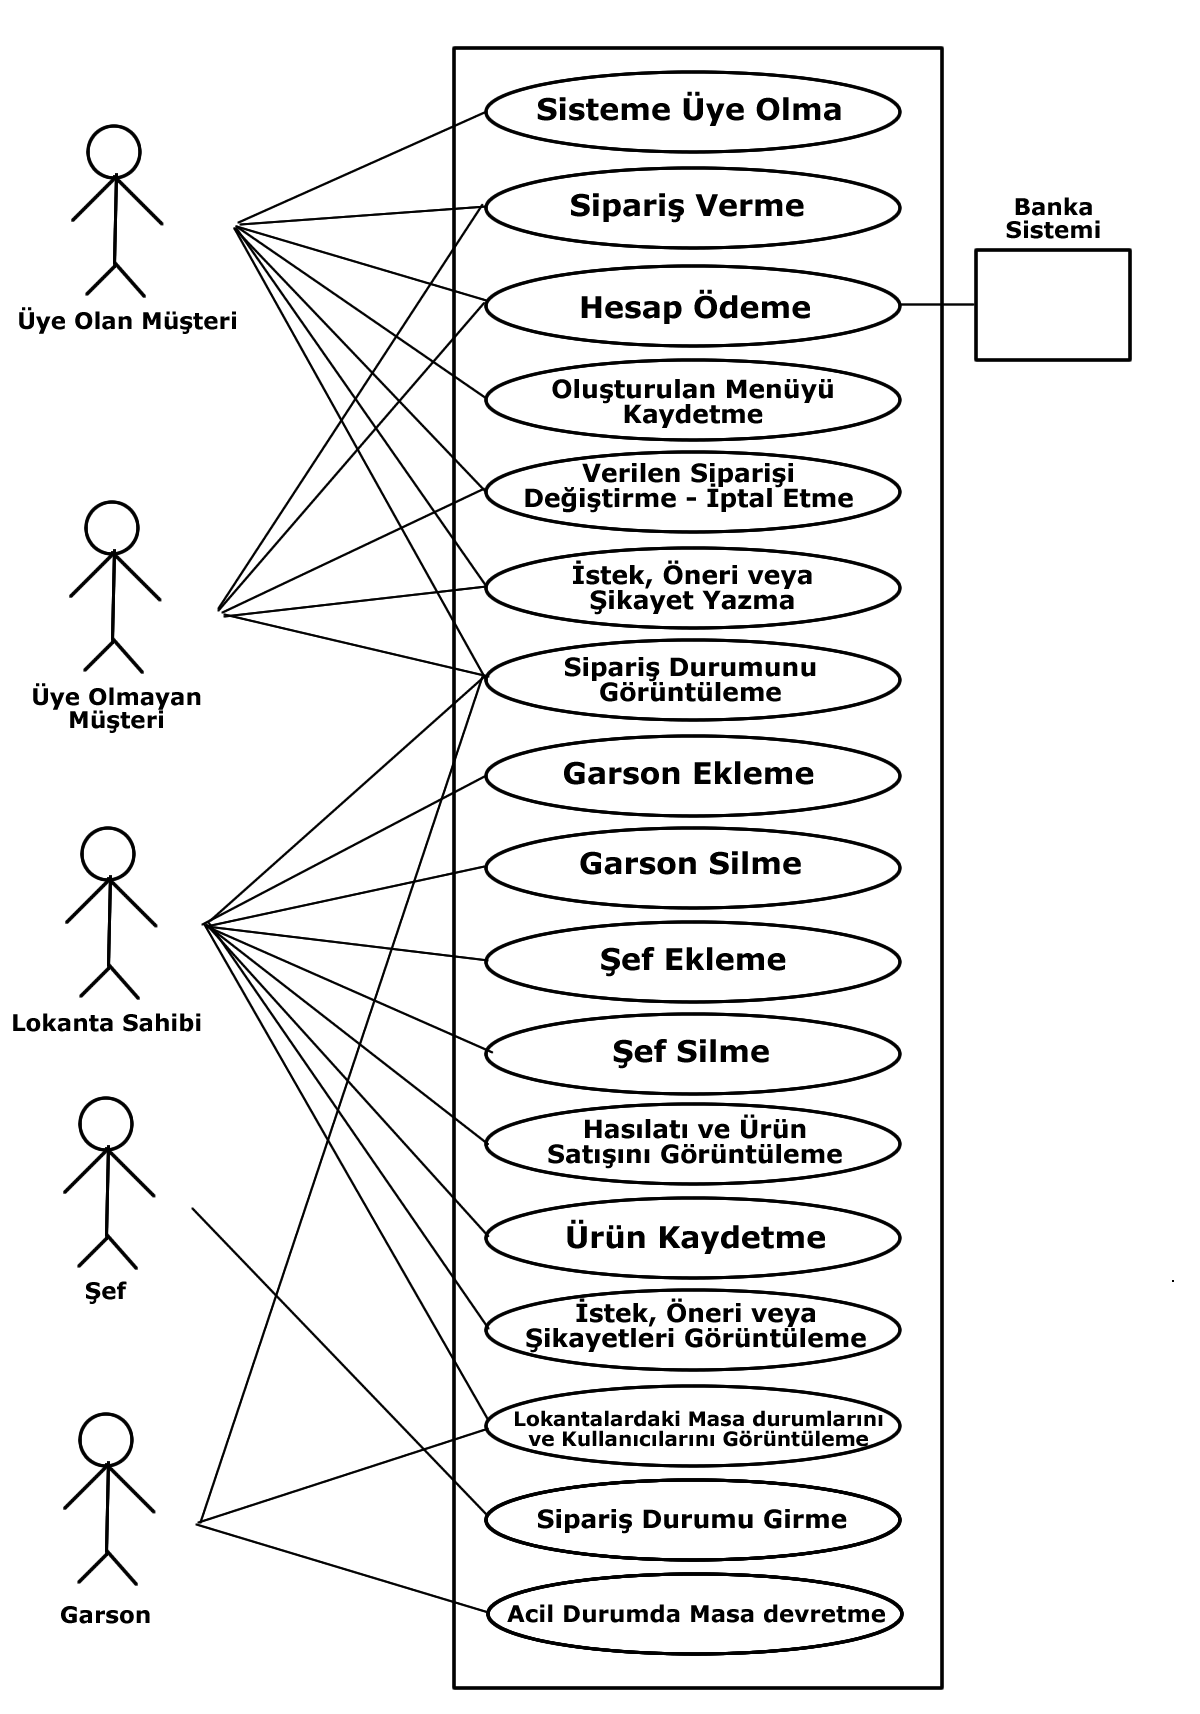 Sisteme Üye Olma
Sipariş Verme
Banka
Sistemi
Hesap Ödeme
Üye Olan Müşteri
Oluşturulan Menüyü
Kaydetme
Verilen Siparişi
Değiştirme - İptal Etme
İstek, Öneri veya
Şikayet Yazma
Sipariş Durumunu
Görüntüleme
Üye Olmayan
Müşteri
Garson Ekleme
Garson Silme
Şef Ekleme
Lokanta Sahibi
Şef Silme
Hasılatı ve Ürün
Satışını Görüntüleme
Ürün Kaydetme
Şef
İstek, Öneri veya
Şikayetleri Görüntüleme
Lokantalardaki Masa durumlarını
ve Kullanıcılarını Görüntüleme
Sipariş Durumu Girme
Garson
Acil Durumda Masa devretme